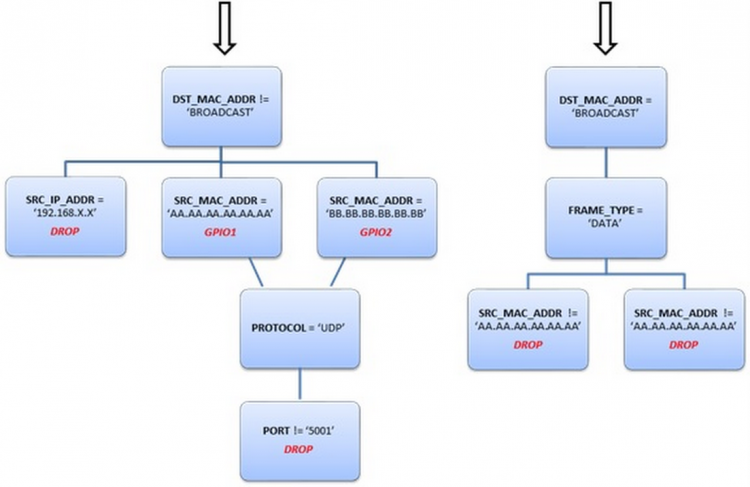 DST_MAC_ADDR !=
‘BROADCAST’
SRC_IP_ADDR =
‘192.168.X.X’
DROP
SRC_MAC_ADDR =
‘AA.AA.AA.AA.AA.AA’
GPIO1
SRC_MAC_ADDR =
‘BB.BB.BB.BB.BB.BB’
GPIO2
PROTOCOL = ‘UDP’
PORT != ‘5001’
DROP
DST_MAC_ADDR =
‘BROADCAST’
FRAME_TYPE =
‘DATA’
SRC_MAC_ADDR !=
‘AA.AA.AA.AA.AA.AA’
DROP
SRC_MAC_ADDR !=
‘AA.AA.AA.AA.AA.AA’
DROP